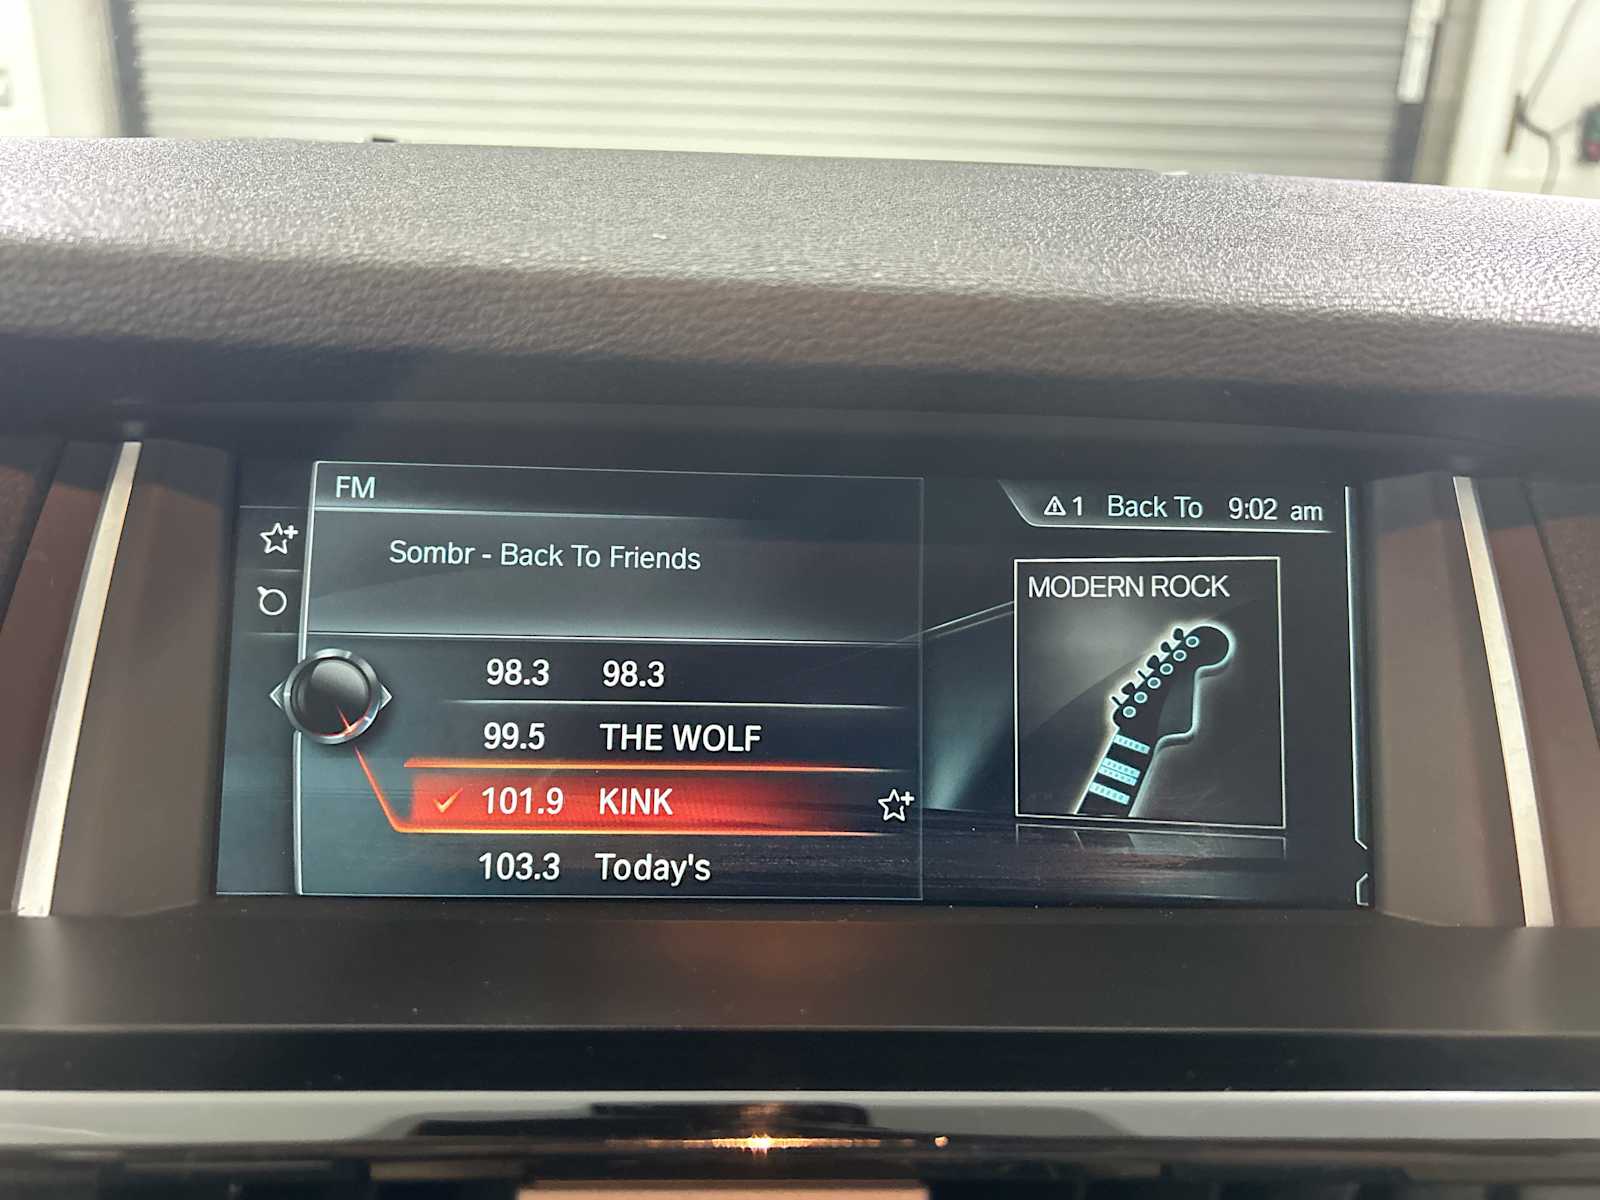 FM
1 Back To 9:02 am
Sombr - Back To Friends
MODERN ROCK
98.3 98.3
99.5 THE WOLF
101.9 KINK
103.3 Today's